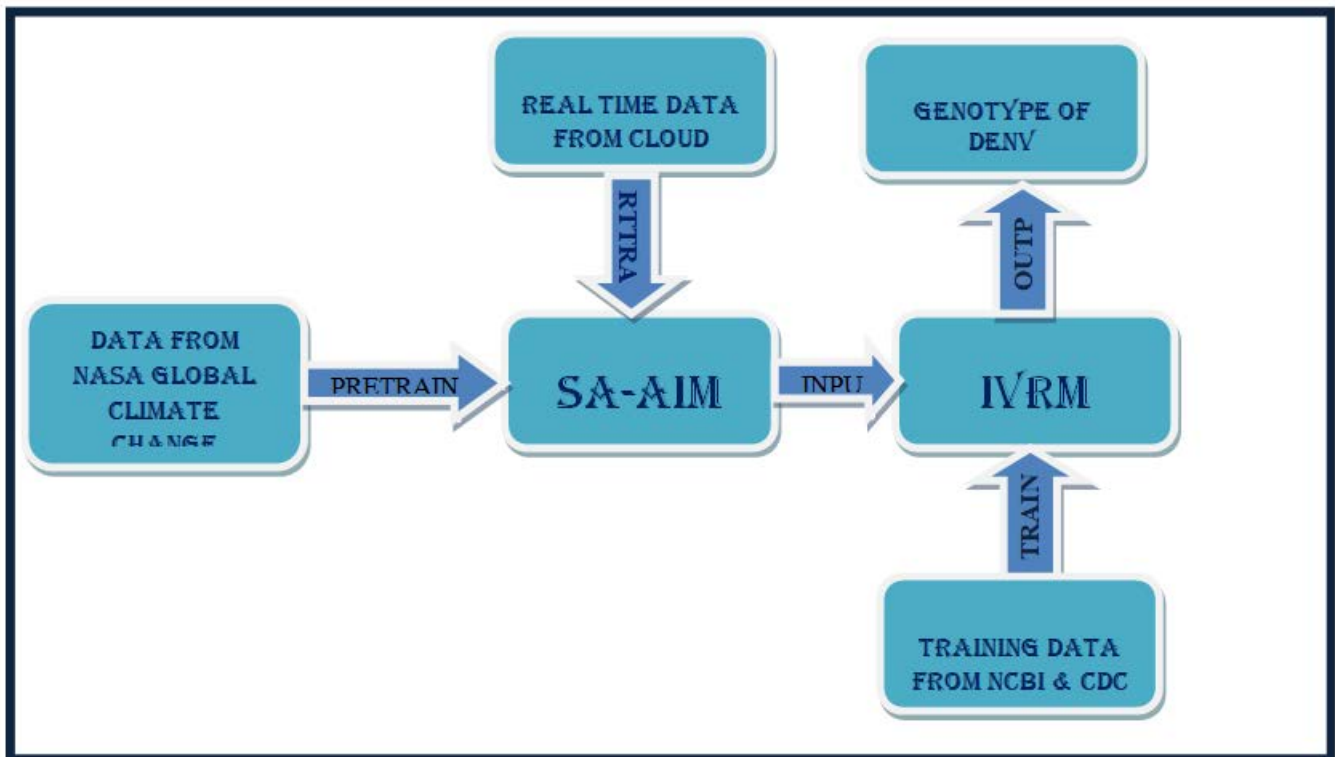 REAL TIME DATA
FROM CLOUD
GENOTYPE OF
DENV
RTTRA
OUTP
DATA FROM
NASA GLOBAL
CLIMATE
CHANGE
PRETRAIN
SA-AIM
INPU
IVRM
TRAIN
TRAINING DATA
FROM NCBI & CDC